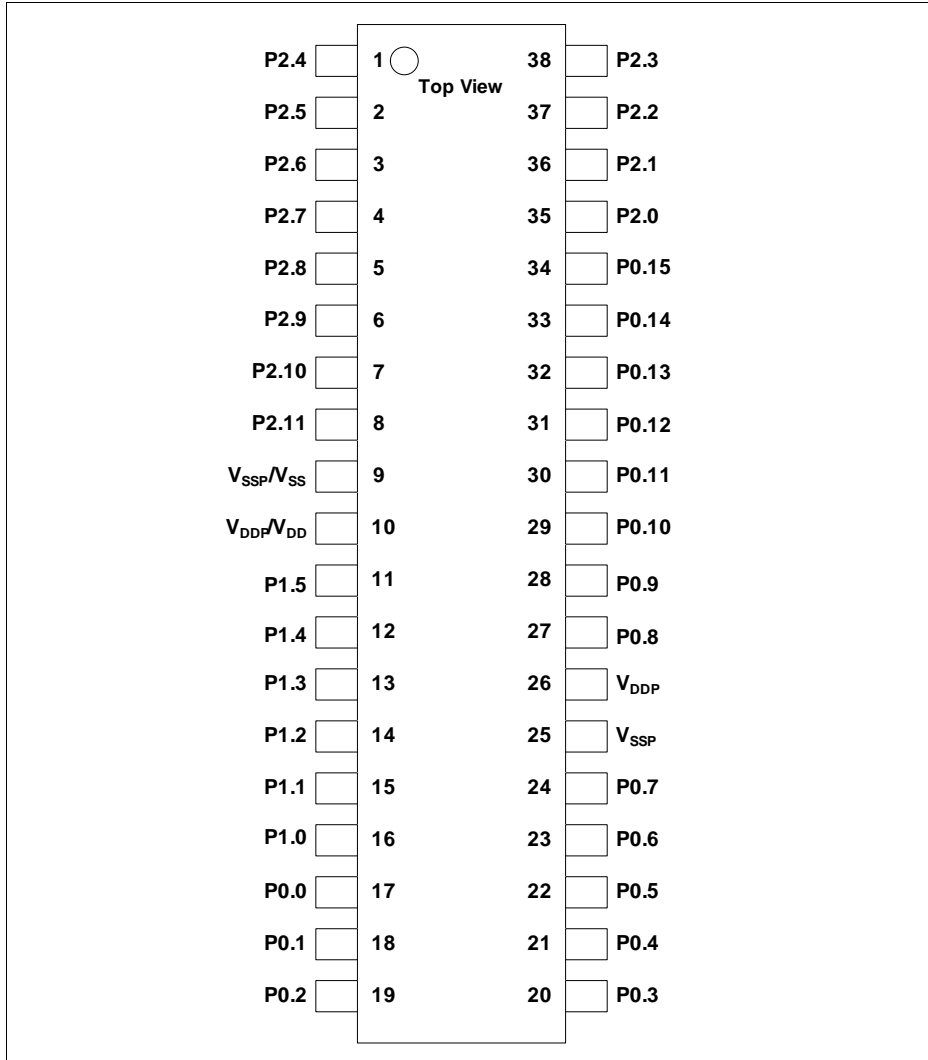 P2.4 1 38 P2.3
Top View
P2.5 2 37 P2.2
P2.6 3 36 P2.1
P2.7 4 35 P2.0
P2.8 5 34 P0.15
P2.9 6 33 P0.14
P2.10 7 32 P0.13
P2.11 8 31 P0.12
VSSP/VSS 9 30 P0.11
VDDP/VDD 10 29 P0.10
P1.5 11 28 P0.9
P1.4 12 27 P0.8
P1.3 13 26 VDDP
P1.2 14 25 VSSP
P1.1 15 24 P0.7
P1.0 16 23 P0.6
P0.0 17 22 P0.5
P0.1 18 21 P0.4
P0.2 19 20 P0.3